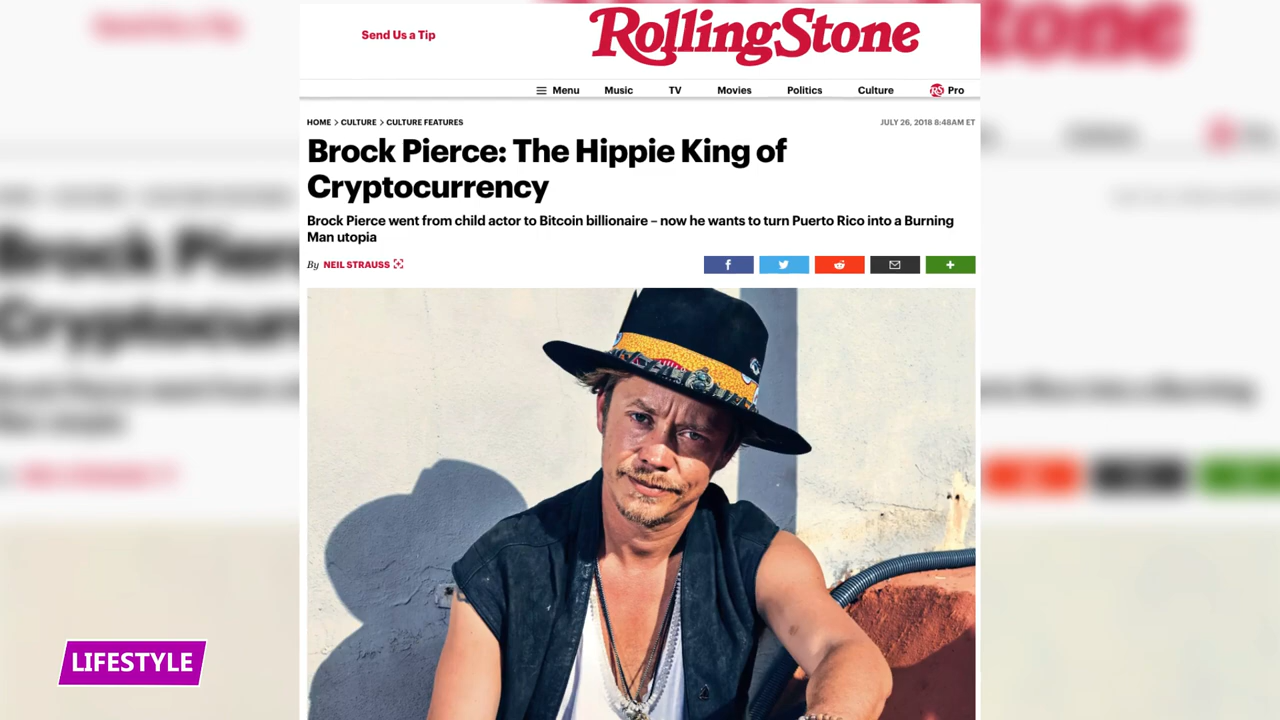 Send Us a Tip
RollingStone
Menu Music TV Movies Politics Culture RS Pro
HOME > CULTURE > CULTURE FEATURES
JULY 26, 2018 8:48AM ET
Brock Pierce: The Hippie King of
Cryptocurrency
Brock Pierce went from child actor to Bitcoin billionaire – now he wants to turn Puerto Rico into a Burning
Man utopia
By NEIL STRAUSS
LIFESTYLE